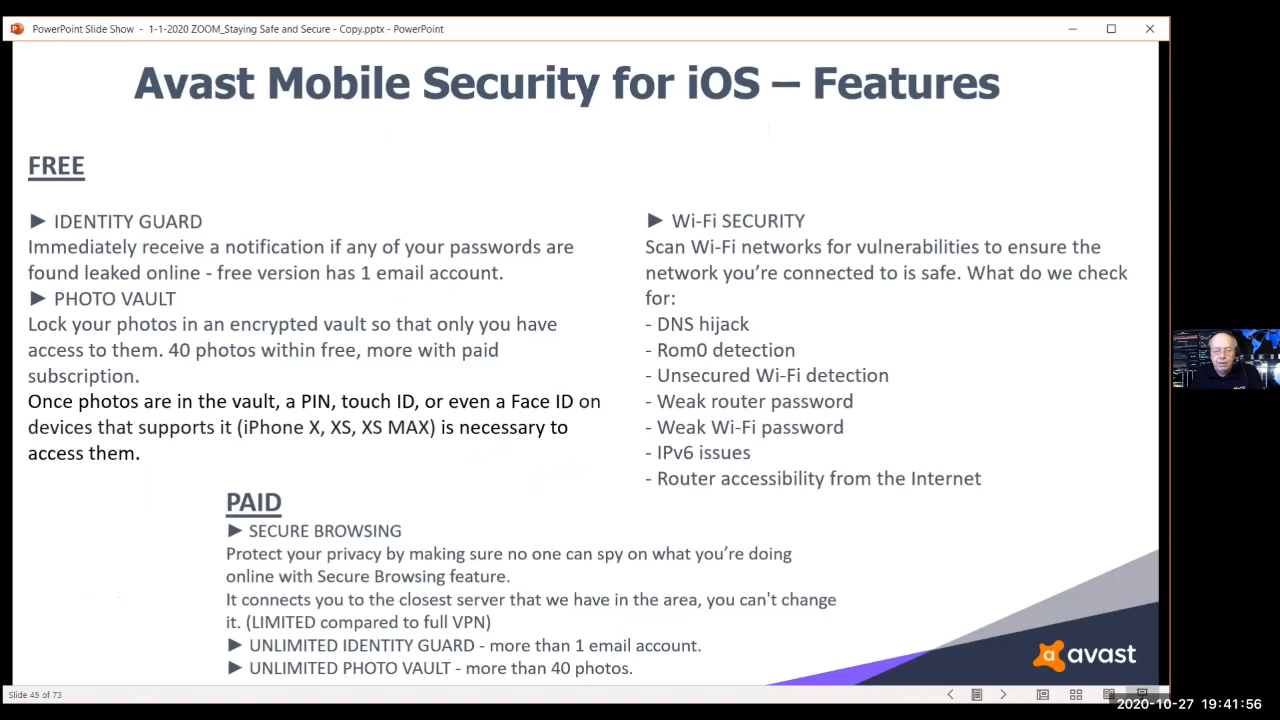 PowerPoint Slide Show - 1-1-2020 ZOOM_Staying Safe and Secure - Copy.pptx - PowerPoint
Avast Mobile Security for iOS – Features
FREE
► IDENTITY GUARD
Immediately receive a notification if any of your passwords are
found leaked online - free version has 1 email account.
► PHOTO VAULT
Lock your photos in an encrypted vault so that only you have
access to them. 40 photos within free, more with paid
subscription.
Once photos are in the vault, a PIN, touch ID, or even a Face ID on
devices that supports it (iPhone X, XS, XS MAX) is necessary to
access them.
► Wi-Fi SECURITY
Scan Wi-Fi networks for vulnerabilities to ensure the
network you're connected to is safe. What do we check
for:
- DNS hijack
- Rom0 detection
- Unsecured Wi-Fi detection
- Weak router password
- Weak Wi-Fi password
- IPv6 issues
- Router accessibility from the Internet
PAID
► SECURE BROWSING
Protect your privacy by making sure no one can spy on what you're doing
online with Secure Browsing feature.
It connects you to the closest server that we have in the area, you can't change
it. (LIMITED compared to full VPN)
► UNLIMITED IDENTITY GUARD - more than 1 email account.
► UNLIMITED PHOTO VAULT - more than 40 photos.
avast
Slide 45 of 73
2020-10-27 19:41:56